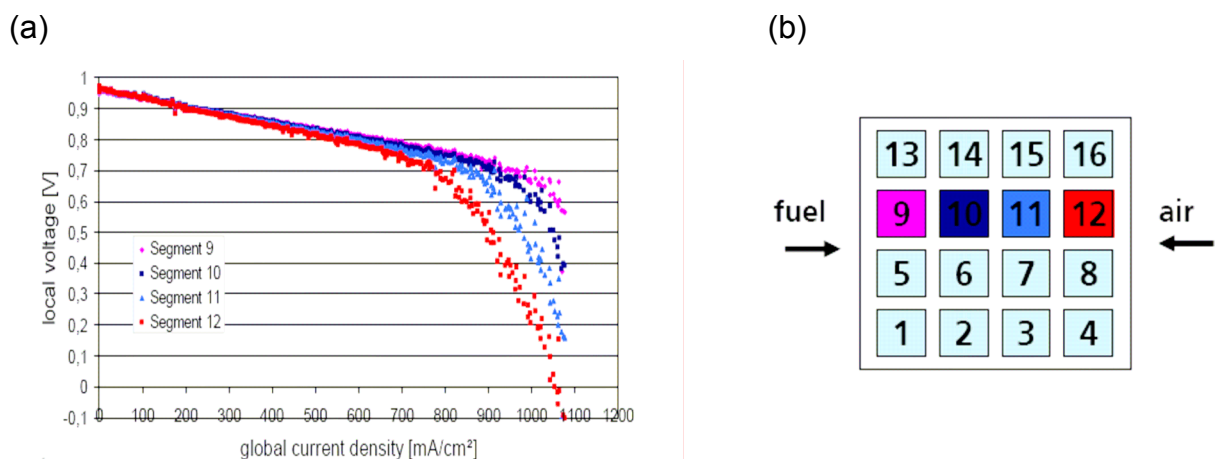 (a)
(b)
1
0,9
0,8
0,7
0,6
0,5
0,4
0,3
0,2
0,1
0
-0,1
local voltage [V]
Segment 9
Segment 10
Segment 11
Segment 12
0 100 200 300 400 500 600 700 800 900 1000 1100 1200
global current density [mA/cm²]
13 14 15 16
fuel 9 10 11 12 air
5 6 7 8
1 2 3 4